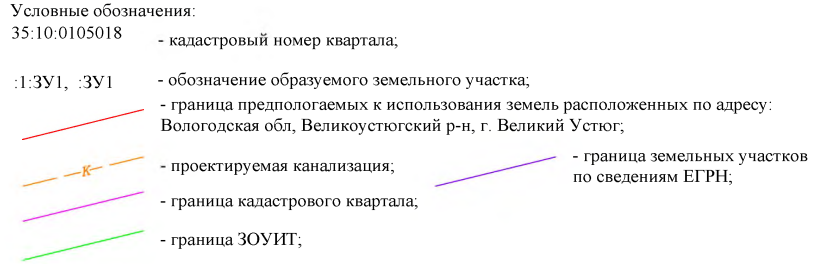 Условные обозначения:
35:10:0105018 - кадастровый номер квартала;
:1:ЗУ1, :ЗУ1 - обозначение образуемого земельного участка;
- граница предпологаемых к использования земель расположенных по адресу:
Вологодская обл, Великоустюгский р-н, г. Великий Устюг;
К - проектируемая канализация;
- граница кадастрового квартала;
- граница ЗОУИТ;
- граница земельных участков
по сведениям ЕГРН;